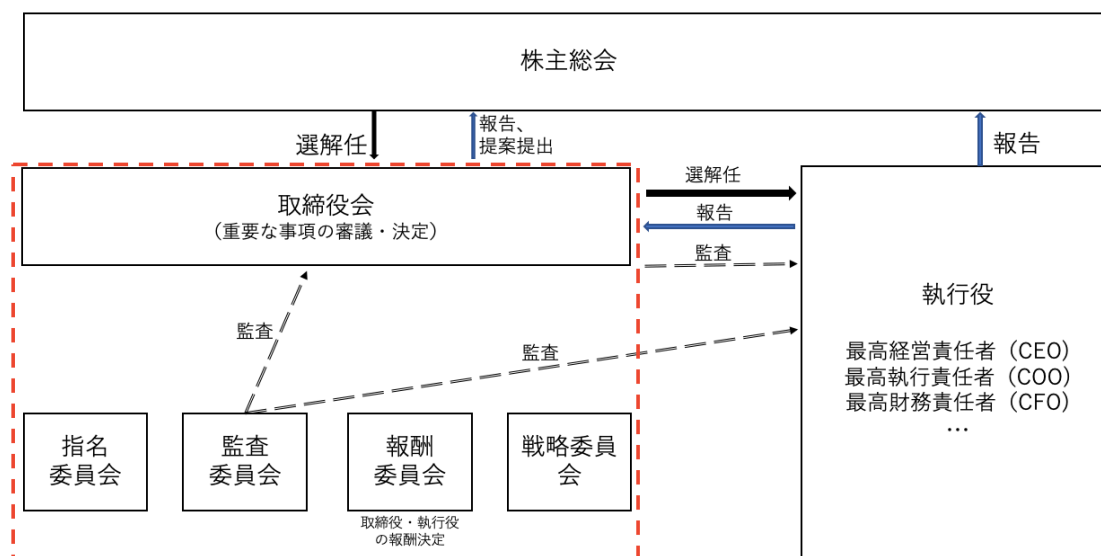 株主総会
選解任
報告、
提案提出
報告
取締役会
（重要な事項の審議・決定）
選解任
報告
監査
監査
監査
執行役
最高経営責任者（CEO）
最高執行責任者（COO）
最高財務責任者（CFO）
…
指名
委員会
監査
委員会
報酬
委員会
戦略委員
会
取締役・執行役
の報酬決定